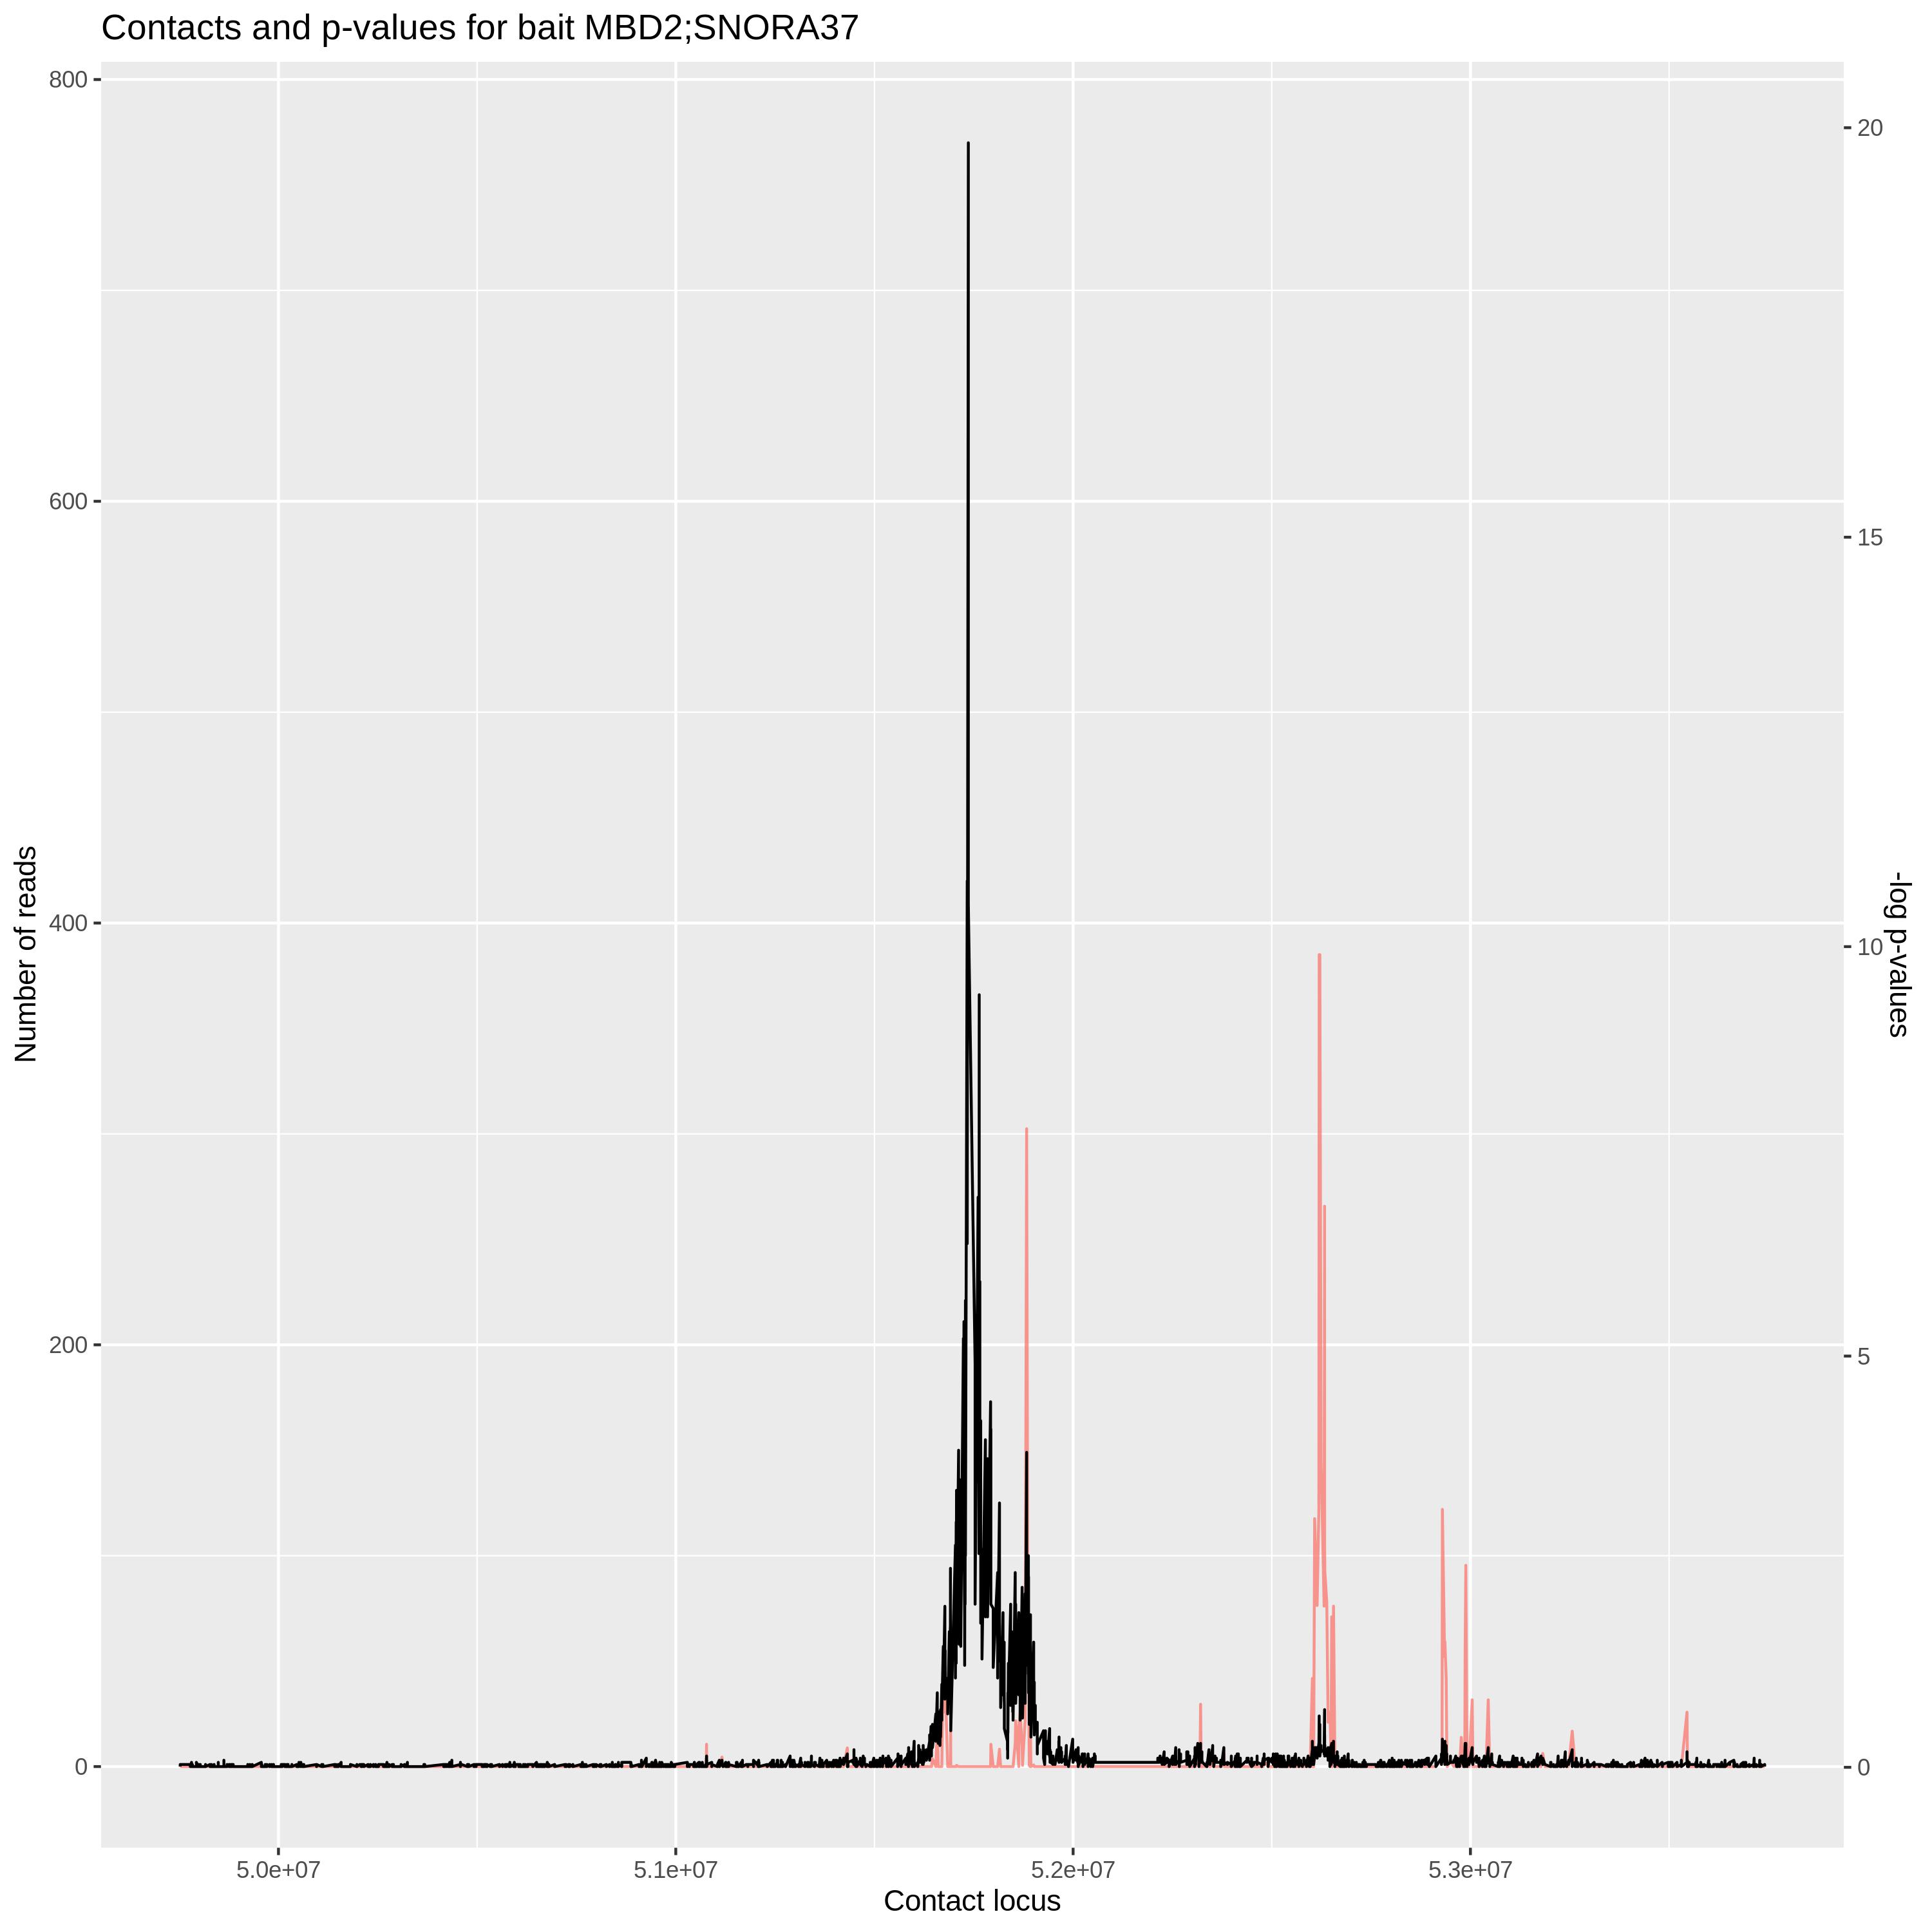 Contacts and p-values for bait MBD2;SNORA37
800
600
400
200
0
Number of reads
20
15
10
5
0
-log p-values
5.0e+07
5.1e+07
5.2e+07
5.3e+07
Contact locus